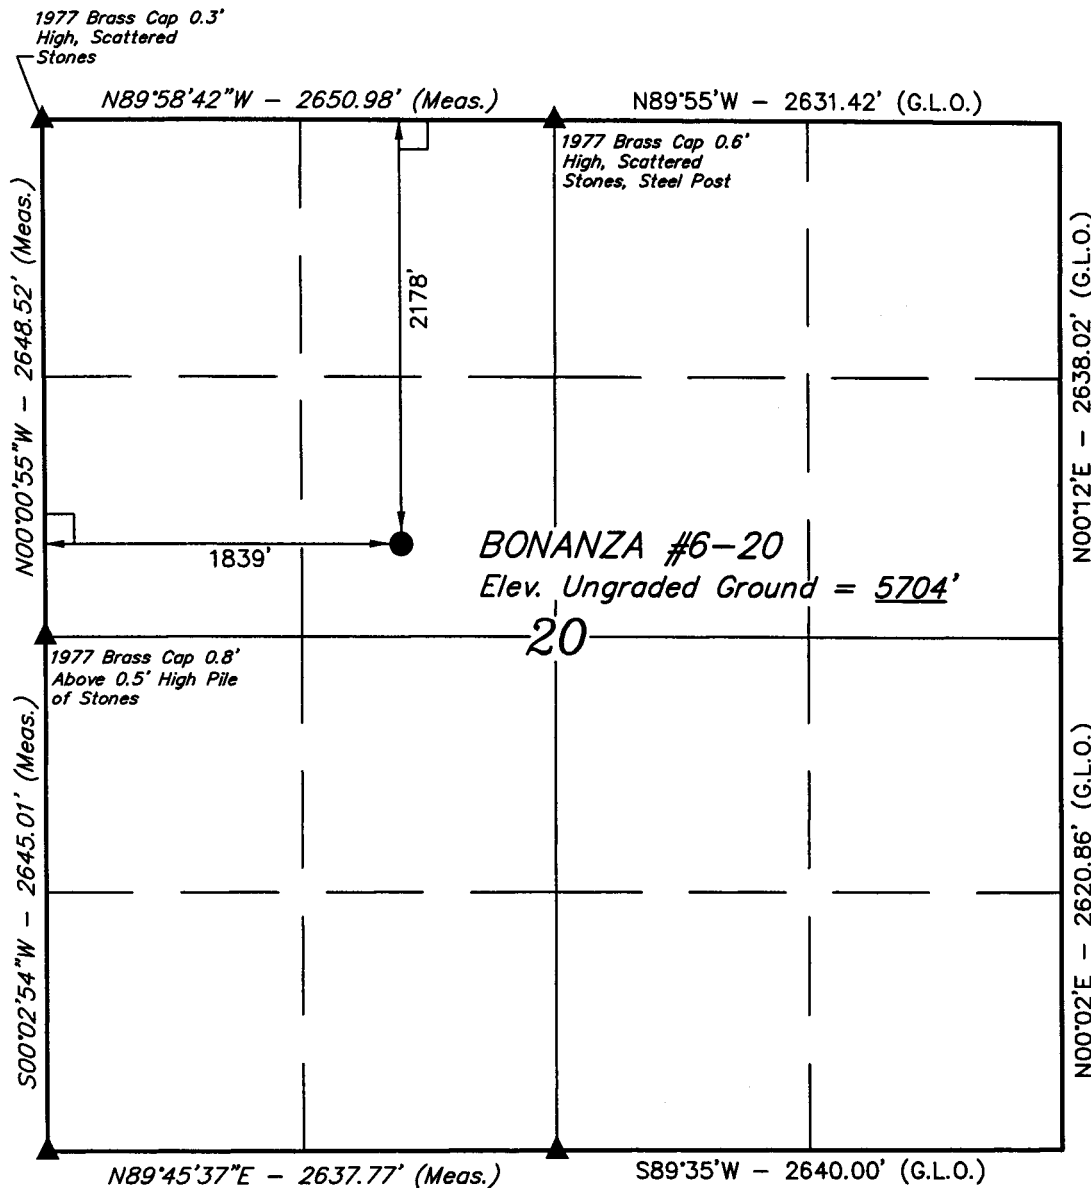 1977 Brass Cap 0.3'
High, Scattered
Stones
N89°58'42"W - 2650.98' (Meas.)
N89°55'W - 2631.42' (G.L.O.)
1977 Brass Cap 0.6'
High, Scattered
Stones, Steel Post
N00°00'55"W - 2648.52' (Meas.)
2178'
N00°12'E - 2638.02' (G.L.O.)
1839'
BONANZA #6-20
Elev. Ungraded Ground = 5704'
20
1977 Brass Cap 0.8'
Above 0.5' High Pile
of Stones
S00°02'54"W - 2645.01' (Meas.)
N00°02'E - 2620.86' (G.L.O.)
N89°45'37"E - 2637.77' (Meas.)
S89°35'W - 2640.00' (G.L.O.)